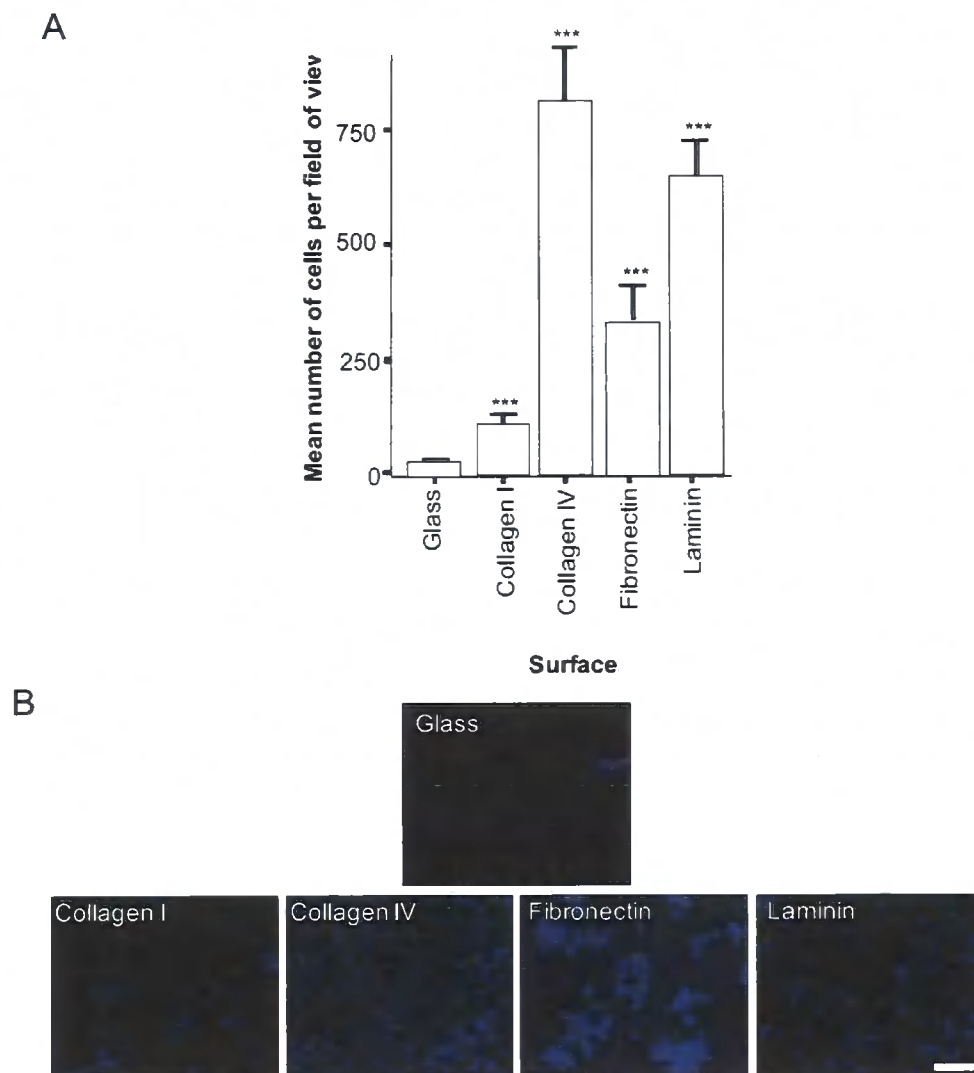 A
Mean number of cells per field of viev
750
500
250
0
***
***
***
***
Glass
Collagen I
Collagen IV
Fibronectin
Laminin
Surface
B
Glass
Collagen I
Collagen IV
Fibronectin
Laminin